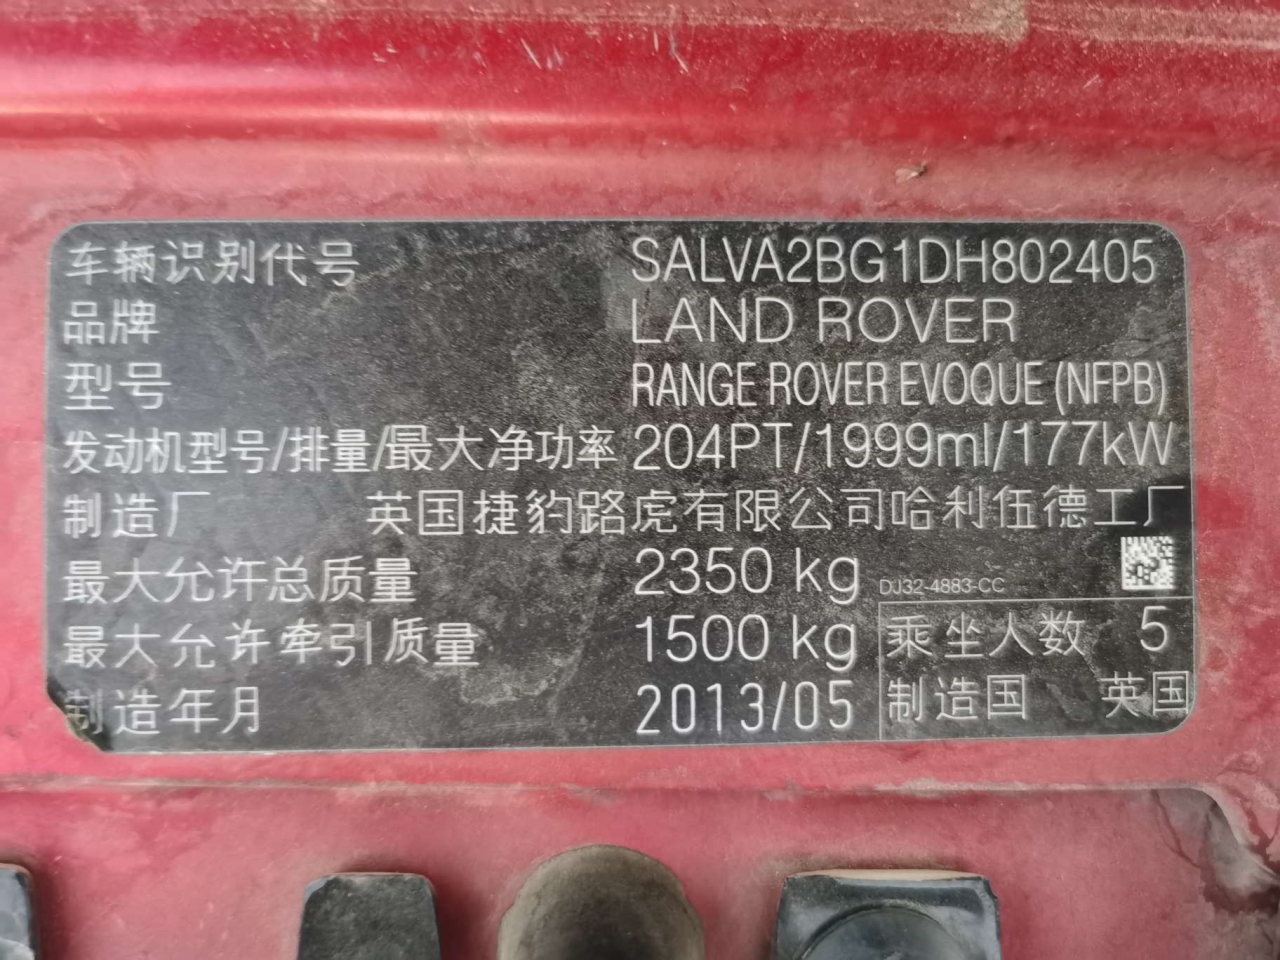 车辆识别代号 SALVA2BG1DH802405
品牌 LAND ROVER
型号 RANGE ROVER EVOQUE (NFPB)
发动机型号/排量/最大净功率 204PT/1999ml/177kW
制造厂 英国捷豹路虎有限公司哈利伍德工厂
最大允许总质量 2350 kg DJ32-4883-CC
最大允许牵引质量 1500 kg 乘坐人数 5
制造年月 2013/05 制造国 英国